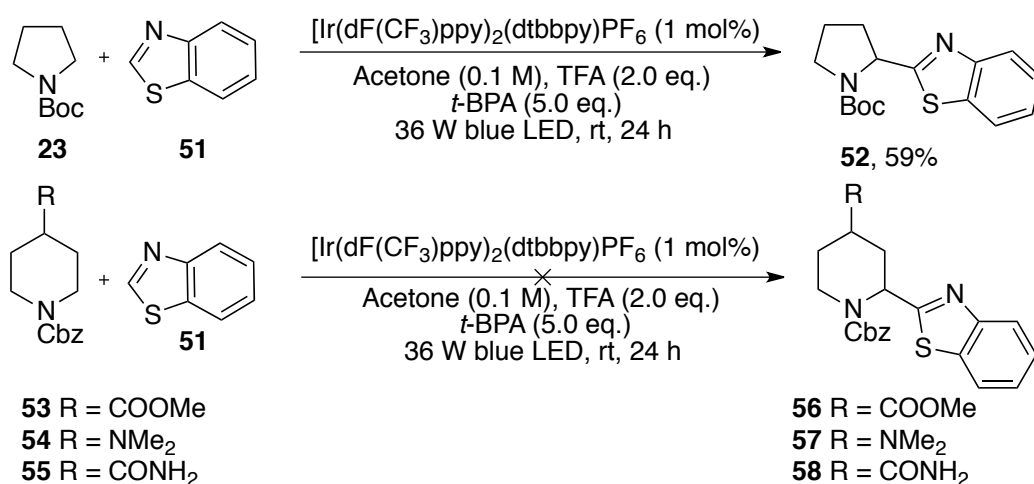 N
Boc
23
+
N
S
51
[Ir(dF(CF3)ppy)2(dtbbpy)PF6 (1 mol%)
Acetone (0.1 M), TFA (2.0 eq.)
t-BPA (5.0 eq.)
36 W blue LED, rt, 24 h
N
Boc
N
S
52, 59%
R
N
Cbz
+
N
S
51
[Ir(dF(CF3)ppy)2(dtbbpy)PF6 (1 mol%)
Acetone (0.1 M), TFA (2.0 eq.)
t-BPA (5.0 eq.)
36 W blue LED, rt, 24 h
R
N
Cbz
N
S
53 R = COOMe
54 R = NMe2
55 R = CONH2
56 R = COOMe
57 R = NMe2
58 R = CONH2